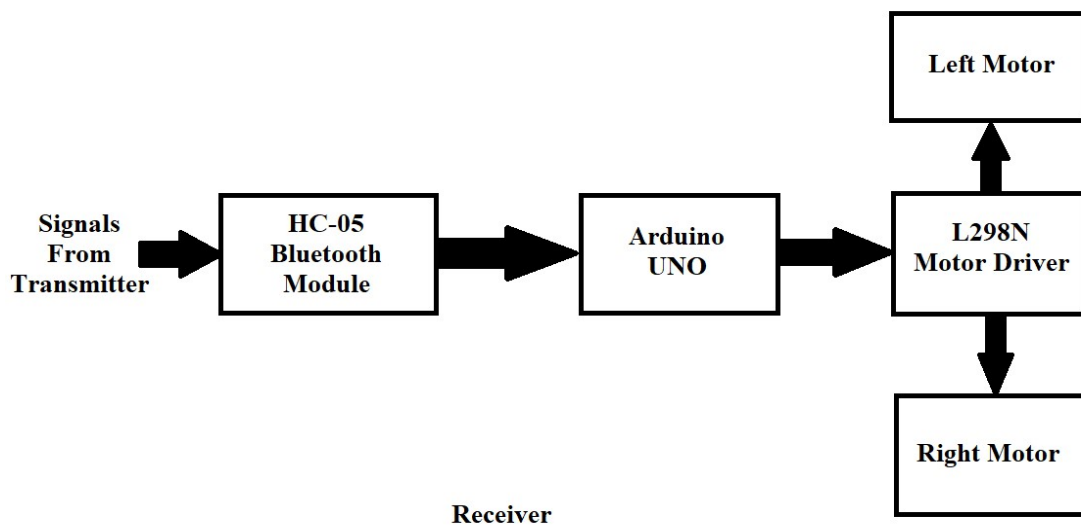 Signals
From
Transmitter
HC-05
Bluetooth
Module
Arduino
UNO
L298N
Motor Driver
Left Motor
Right Motor
Receiver